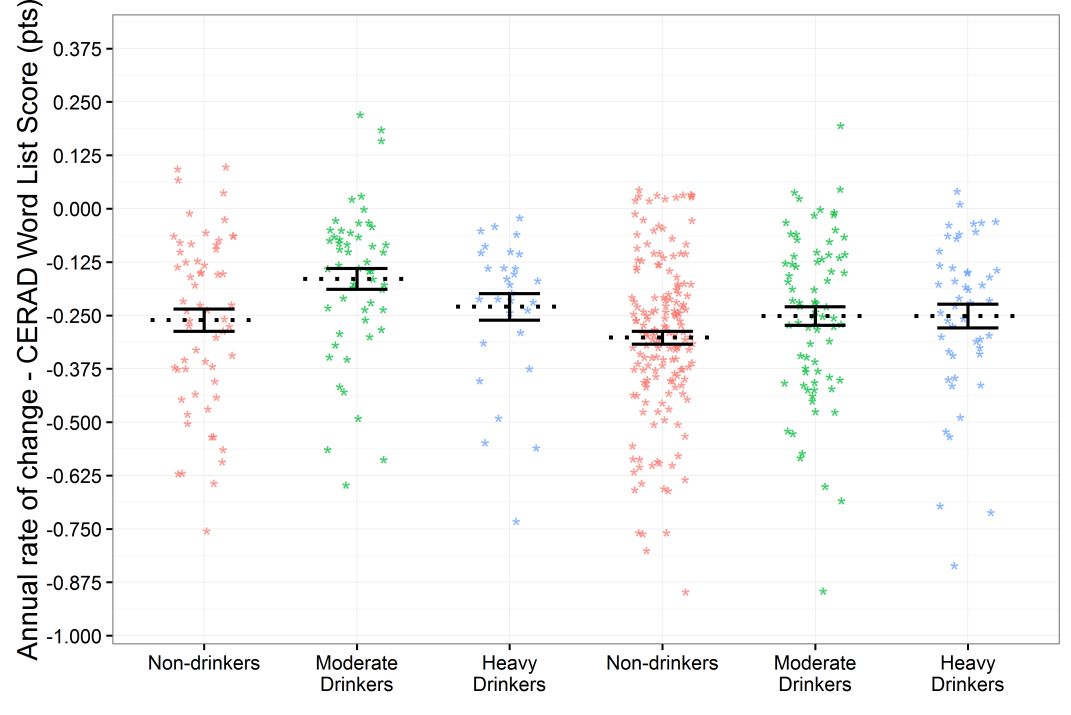 Annual rate of change - CERAD Word List Score (pts)
0.375
0.250
0.125
0.000
-0.125
-0.250
-0.375
-0.500
-0.625
-0.750
-0.875
-1.000
Non-drinkers
Moderate
Drinkers
Heavy
Drinkers
Non-drinkers
Moderate
Drinkers
Heavy
Drinkers